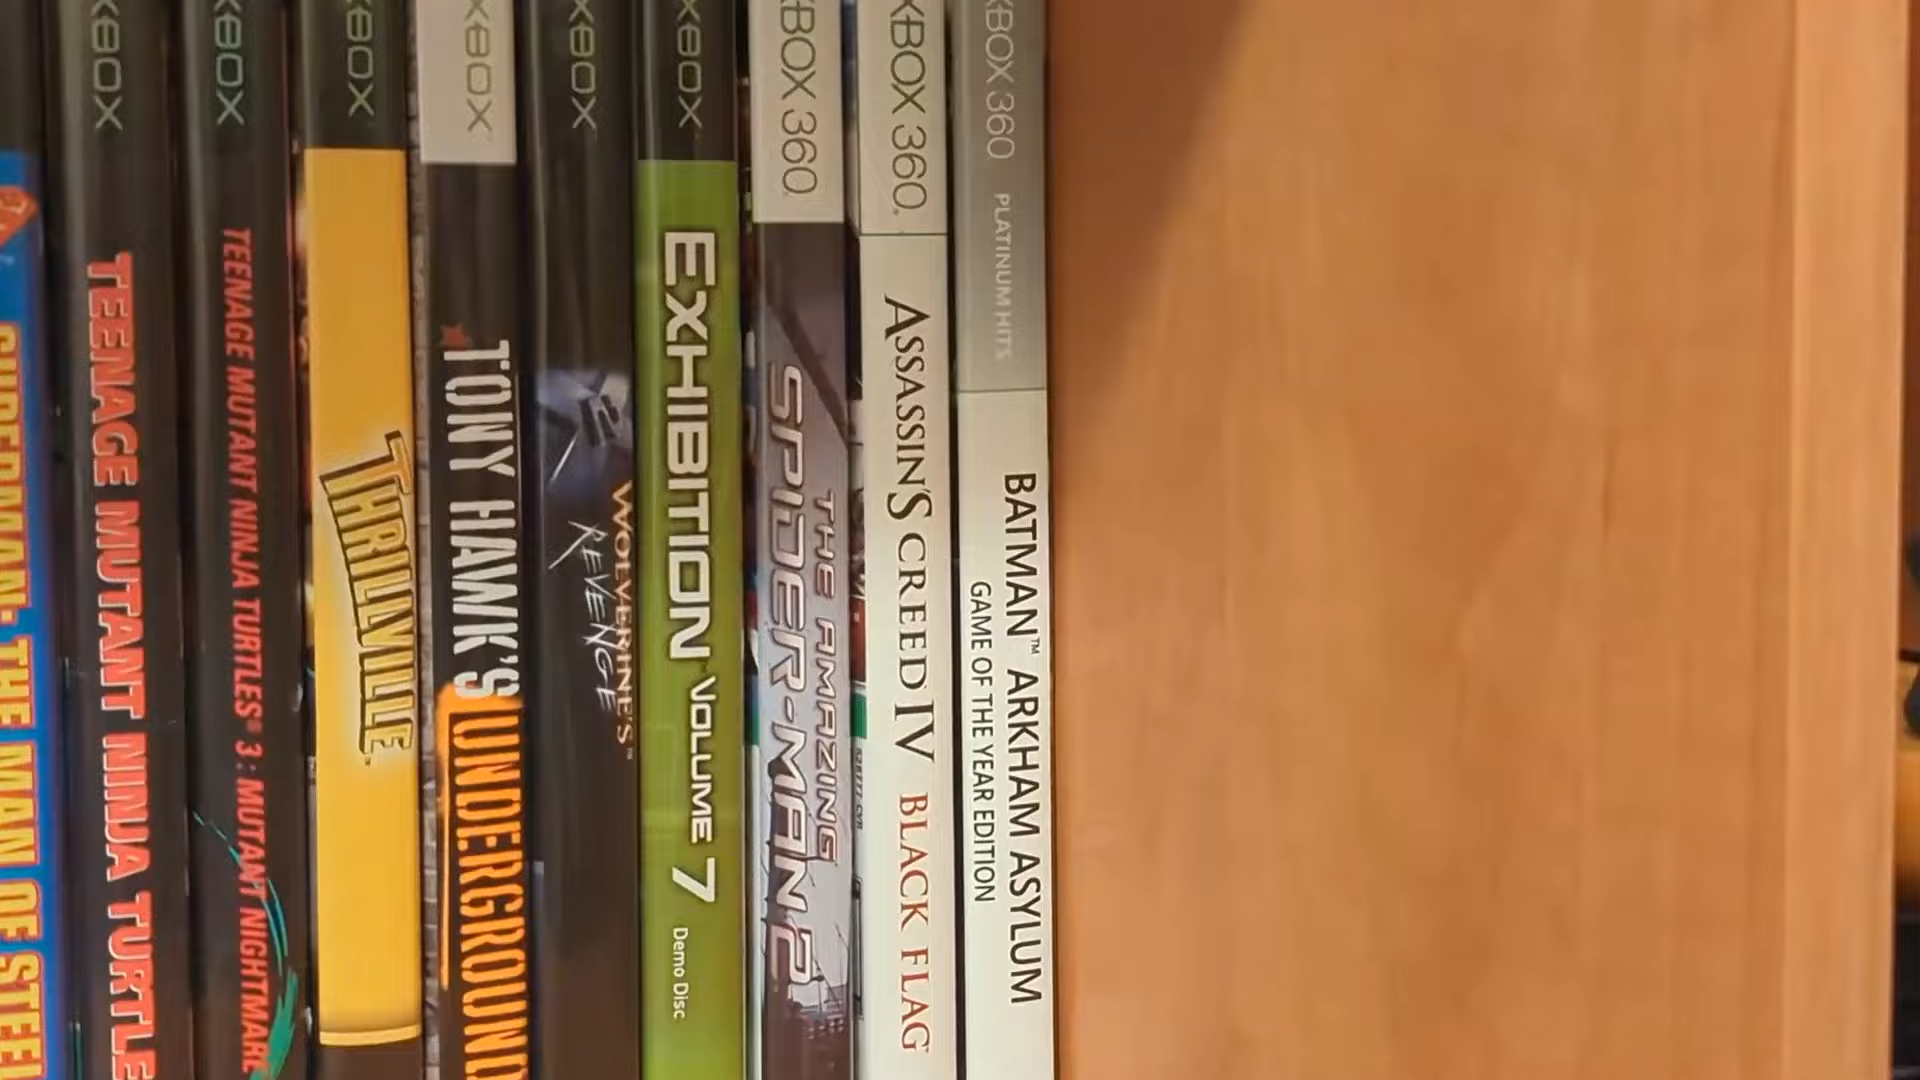 SUPERMAN: THE MAN OF STEEL
XBOX
TEENAGE MUTANT NINJA TURTLE
XBOX
TEENAGE MUTANT NINJA TURTLES® 3: MUTANT NIGHTMARE
XBOX
THRILLVILLE
XBOX
TONY HAWK'S UNDERGROUND
XBOX
WOLVERINE'S™
REVENGE
XBOX
EXHIBITION™ VOLUME 7 Demo Disc
XBOX 360
THE AMAZING
SPIDER-MAN 2
XBOX 360
ASSASSIN'S CREED IV BLACK FLAG
XBOX 360 PLATINUM HITS
BATMAN™ ARKHAM ASYLUM
GAME OF THE YEAR EDITION